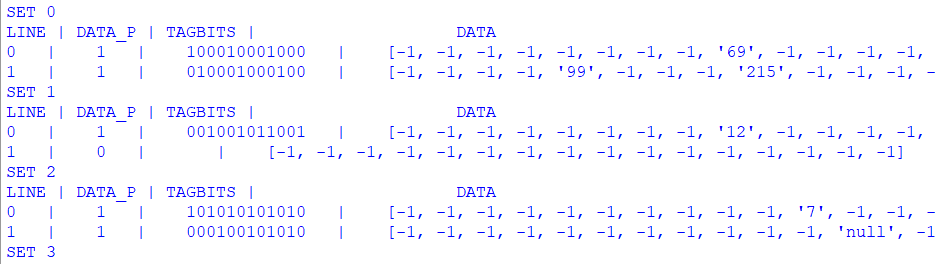 SET 0
LINE | DATA_P | TAGBITS | DATA
0 | 1 | 100010001000 | [-1, -1, -1, -1, -1, -1, -1, -1, '69', -1, -1, -1, -1,
1 | 1 | 010001000100 | [-1, -1, -1, -1, '99', -1, -1, -1, '215', -1, -1, -1, -
SET 1
LINE | DATA_P | TAGBITS | DATA
0 | 1 | 001001011001 | [-1, -1, -1, -1, -1, -1, -1, -1, '12', -1, -1, -1, -1,
1 | 0 | | [-1, -1, -1, -1, -1, -1, -1, -1, -1, -1, -1, -1, -1, -1, -1, -1]
SET 2
LINE | DATA_P | TAGBITS | DATA
0 | 1 | 101010101010 | [-1, -1, -1, -1, -1, -1, -1, -1, -1, -1, '7', -1, -1, -
1 | 1 | 000100101010 | [-1, -1, -1, -1, -1, -1, -1, -1, -1, -1, -1, 'null', -1
SET 3